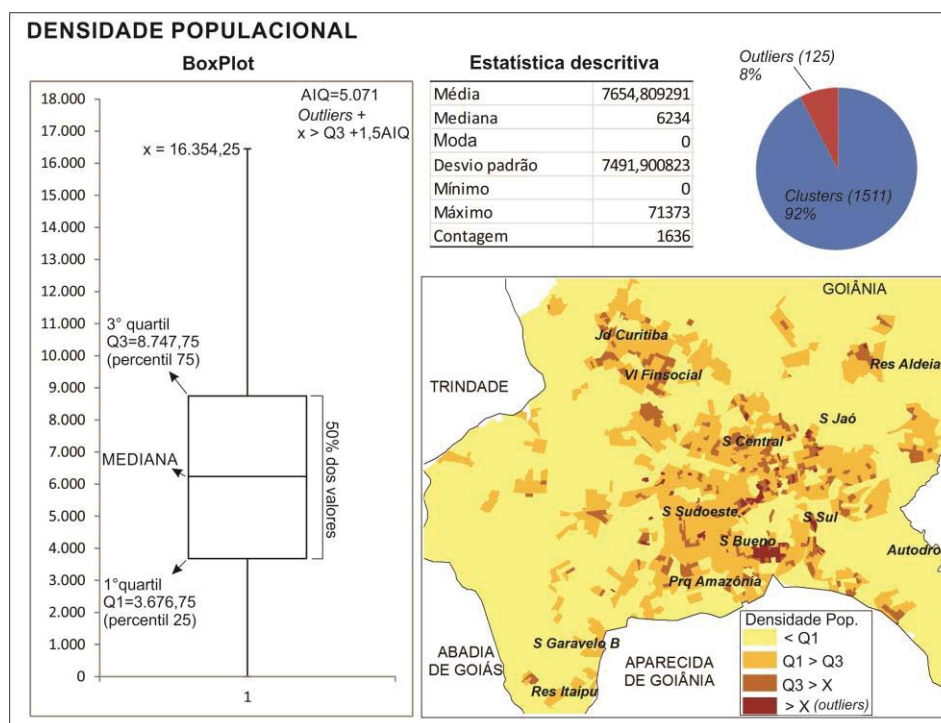 DENSIDADE POPULACIONAL
BoxPlot
AIQ=5.071
Outliers +
x > Q3 +1,5AIQ
18.000
17.000
16.000
15.000
14.000
13.000
12.000
11.000
10.000
9.000
8.000
7.000
6.000
5.000
4.000
3.000
2.000
1.000
0
x = 16.354,25
3° quartil
Q3=8.747,75
(percentil 75)
MEDIANA
50% dos valores
1°quartil
Q1=3.676,75
(percentil 25)
1
Estatística descritiva
Média 7654,809291
Mediana 6234
Moda 0
Desvio padrão 7491,900823
Mínimo 0
Máximo 71373
Contagem 1636
Outliers (125)
8%
Clusters (1511)
92%
GOIÂNIA
Jd Curitiba
Vl Finsocial
Res Aldeia
TRINDADE
S Jaó
S Central
S Sudoeste
S Sul
S Bueno
Autodrô
Prq Amazônia
S Garavelo B
ABADIA
DE GOIÁS
APARECIDA
DE GOIÂNIA
Res Itaipu
Densidade Pop.
< Q1
Q1 > Q3
Q3 > X
> X (outliers)